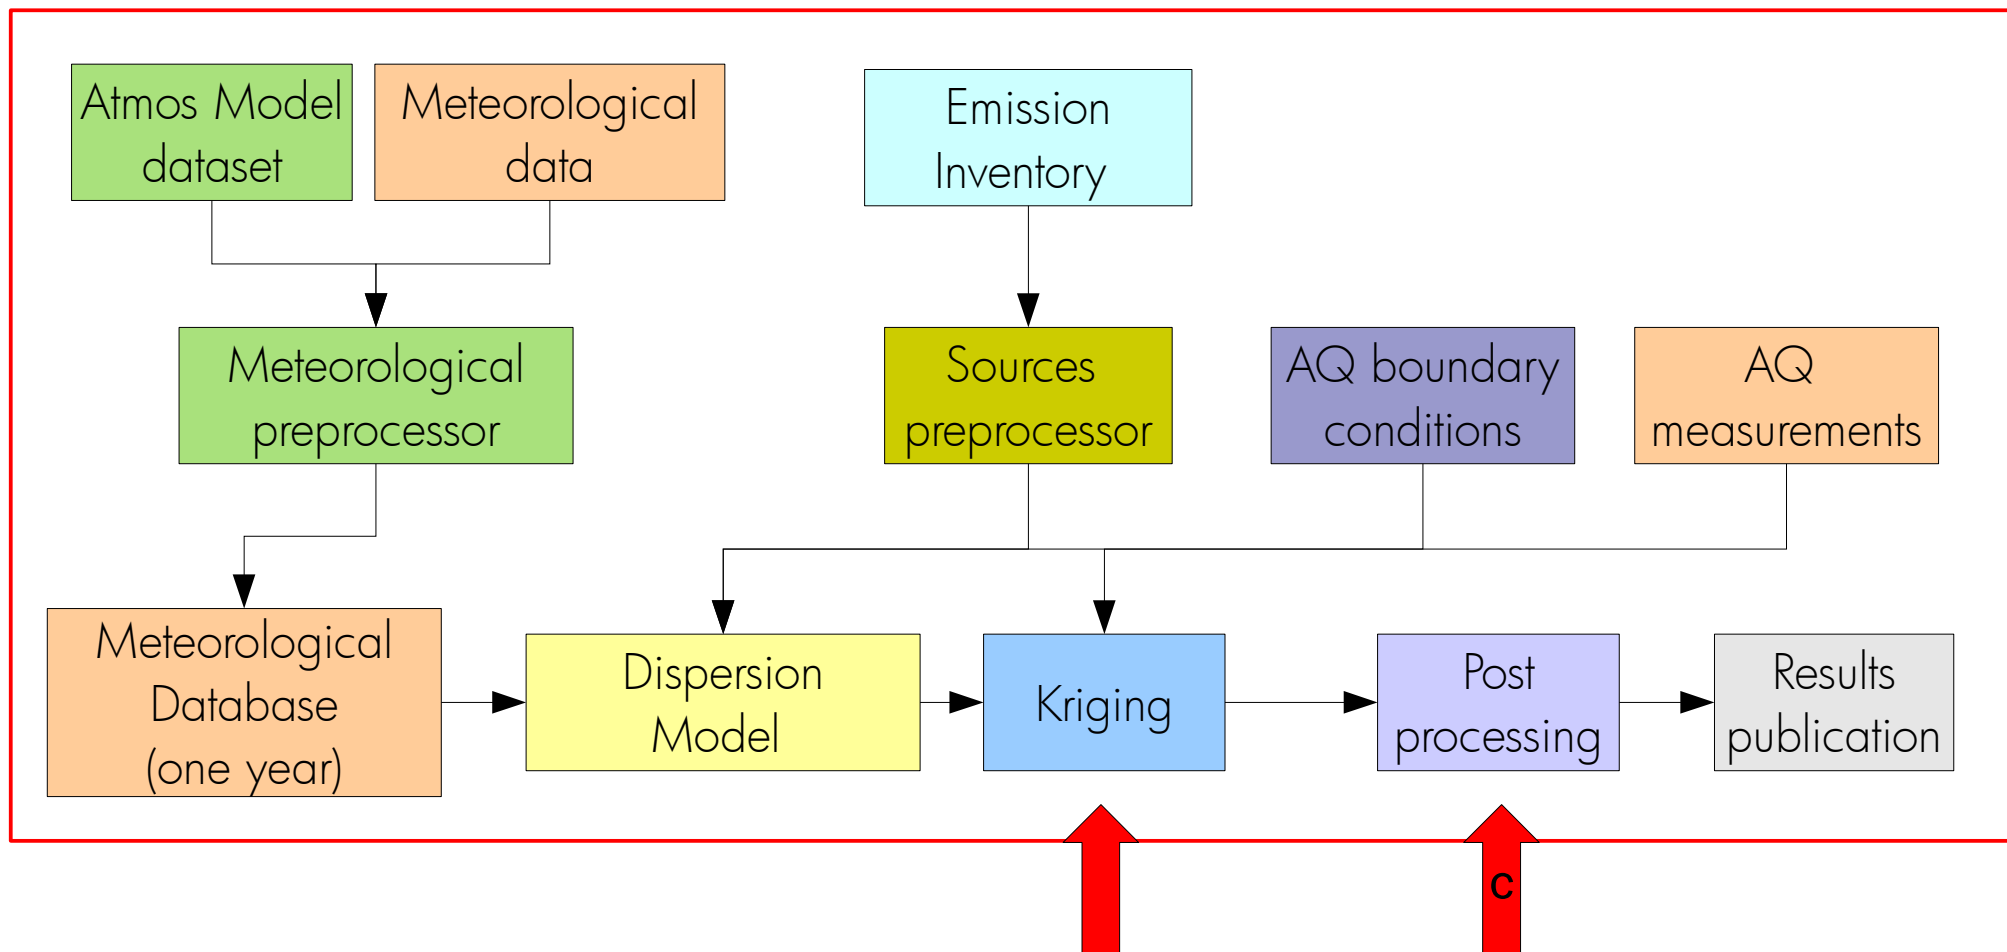 Atmos Model
dataset
Meteorological
data
Emission
Inventory
Meteorological
preprocessor
Sources
preprocessor
AQ boundary
conditions
AQ
measurements
Meteorological
Database
(one year)
Dispersion
Model
Kriging
Post
processing
Results
publication
c